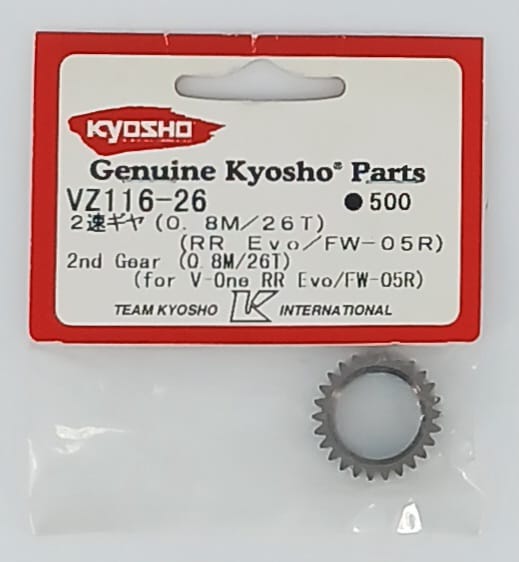 KYOSHO
Genuine Kyosho® Parts
VZ116-26 ●500
2速ギヤ(0.8M/26T)
(RR Evo/FW-05R)
2nd Gear (0.8M/26T)
(for V-One RR Evo/FW-05R)
TEAM KYOSHO K INTERNATIONAL